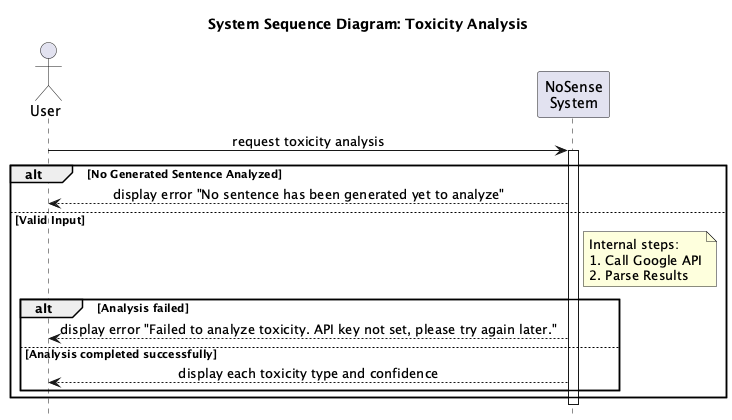 System Sequence Diagram: Toxicity Analysis
User
NoSense
System
request toxicity analysis
alt [No Generated Sentence Analyzed]
display error "No sentence has been generated yet to analyze"
[Valid Input]
Internal steps:
1. Call Google API
2. Parse Results
alt [Analysis failed]
display error "Failed to analyze toxicity. API key not set, please try again later."
[Analysis completed successfully]
display each toxicity type and confidence